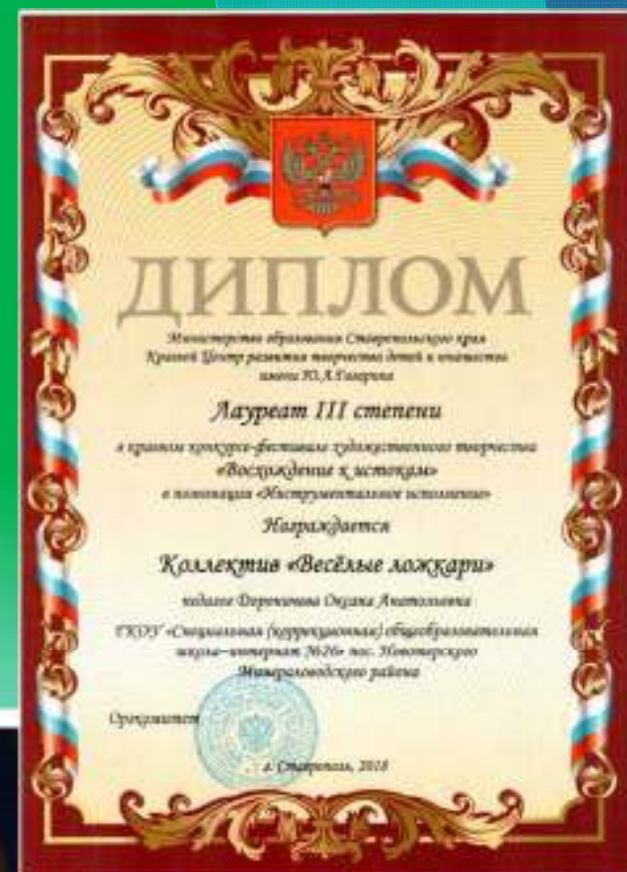 ДИПЛОМ
Министерство образования Ставропольского края
Краевой Центр развития творчества детей и юношества
имени Ю.А.Гагарина
Лауреат III степени
в краевом конкурсе-фестивале художественного творчества
«Восхождение к истокам»
в номинации «Инструментальное исполнение»
Награждается
Коллектив «Весёлые ложкари»
педагог Оксана Анатольевна
ГКОУ «Специальная (коррекционная) общеобразовательная
школа-интернат №26» пос. Новотерского
Минераловодского района
Оргкомитет
г. Ставрополь, 2018